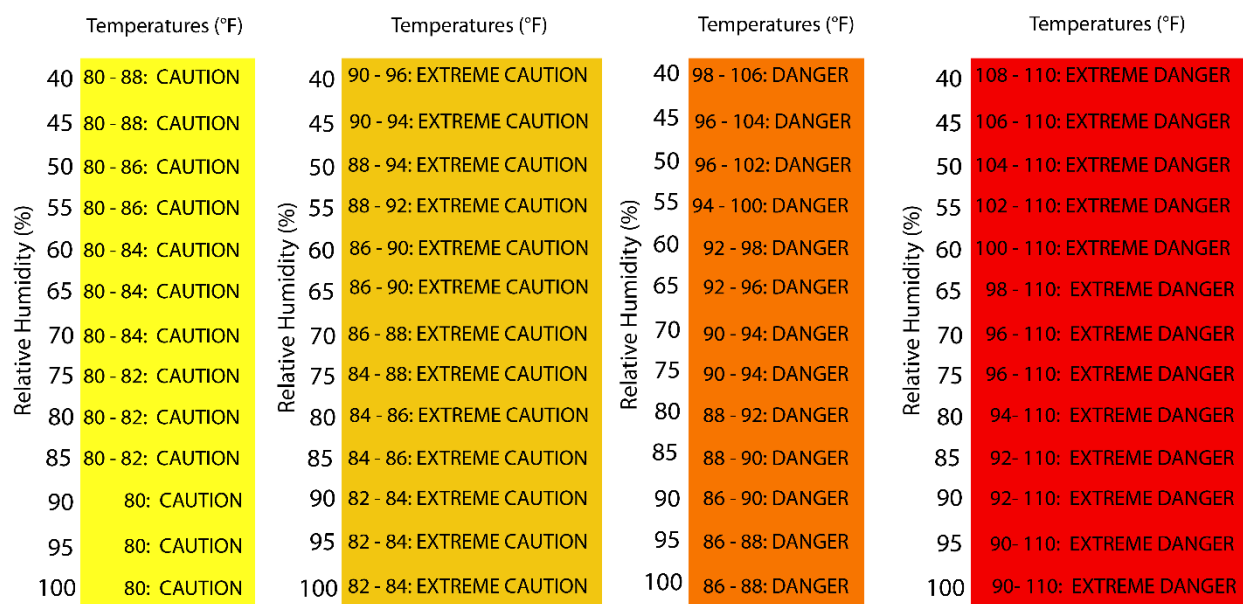 Temperatures (°F)
Relative Humidity (%)
40 80 - 88: CAUTION
45 80 - 88: CAUTION
50 80 - 86: CAUTION
55 80 - 86: CAUTION
60 80 - 84: CAUTION
65 80 - 84: CAUTION
70 80 - 84: CAUTION
75 80 - 82: CAUTION
80 80 - 82: CAUTION
85 80 - 82: CAUTION
90 80: CAUTION
95 80: CAUTION
100 80: CAUTION
Temperatures (°F)
Relative Humidity (%)
40 90 - 96: EXTREME CAUTION
45 90 - 94: EXTREME CAUTION
50 88 - 94: EXTREME CAUTION
55 88 - 92: EXTREME CAUTION
60 86 - 90: EXTREME CAUTION
65 86 - 90: EXTREME CAUTION
70 86 - 88: EXTREME CAUTION
75 84 - 88: EXTREME CAUTION
80 84 - 86: EXTREME CAUTION
85 84 - 86: EXTREME CAUTION
90 82 - 84: EXTREME CAUTION
95 82 - 84: EXTREME CAUTION
100 82 - 84: EXTREME CAUTION
Temperatures (°F)
Relative Humidity (%)
40 98 - 106: DANGER
45 96 - 104: DANGER
50 96 - 102: DANGER
55 94 - 100: DANGER
60 92 - 98: DANGER
65 92 - 96: DANGER
70 90 - 94: DANGER
75 90 - 94: DANGER
80 88 - 92: DANGER
85 88 - 90: DANGER
90 86 - 90: DANGER
95 86 - 88: DANGER
100 86 - 88: DANGER
Temperatures (°F)
Relative Humidity (%)
40 108 - 110: EXTREME DANGER
45 106 - 110: EXTREME DANGER
50 104 - 110: EXTREME DANGER
55 102 - 110: EXTREME DANGER
60 100 - 110: EXTREME DANGER
65 98 - 110: EXTREME DANGER
70 96 - 110: EXTREME DANGER
75 96 - 110: EXTREME DANGER
80 94- 110: EXTREME DANGER
85 92- 110: EXTREME DANGER
90 92- 110: EXTREME DANGER
95 90- 110: EXTREME DANGER
100 90- 110: EXTREME DANGER